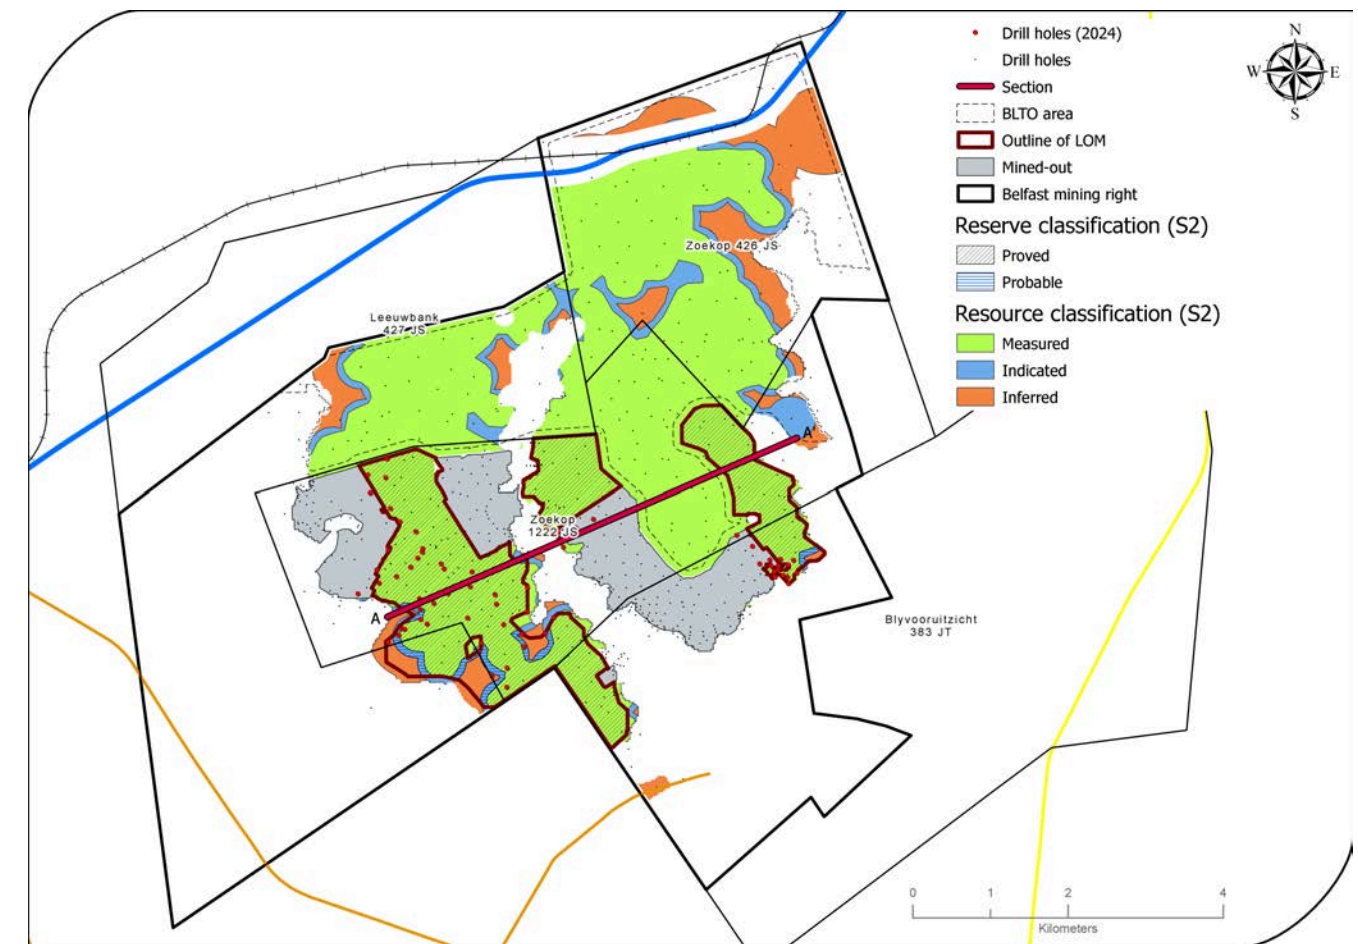 Drill holes (2024)
Drill holes
Section
BLTO area
Outline of LOM
Mined-out
Belfast mining right
Reserve classification (S2)
Proved
Probable
Resource classification (S2)
Measured
Indicated
Inferred
N
W E
S
Zoekop 426 JS
Leeuwbank
427 JS
A'
Zoekop
1222 JS
A
Blyvooruitzicht
383 JT
0 1 2 4
Kilometers